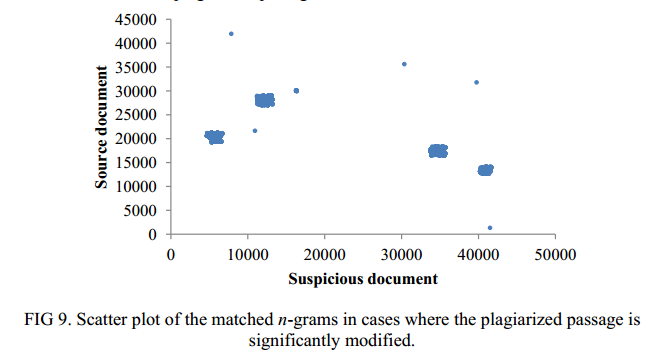 45000
40000
35000
30000
25000
20000
15000
10000
5000
0
Source document
0 10000 20000 30000 40000 50000
Suspicious document
FIG 9. Scatter plot of the matched n-grams in cases where the plagiarized passage is
significantly modified.